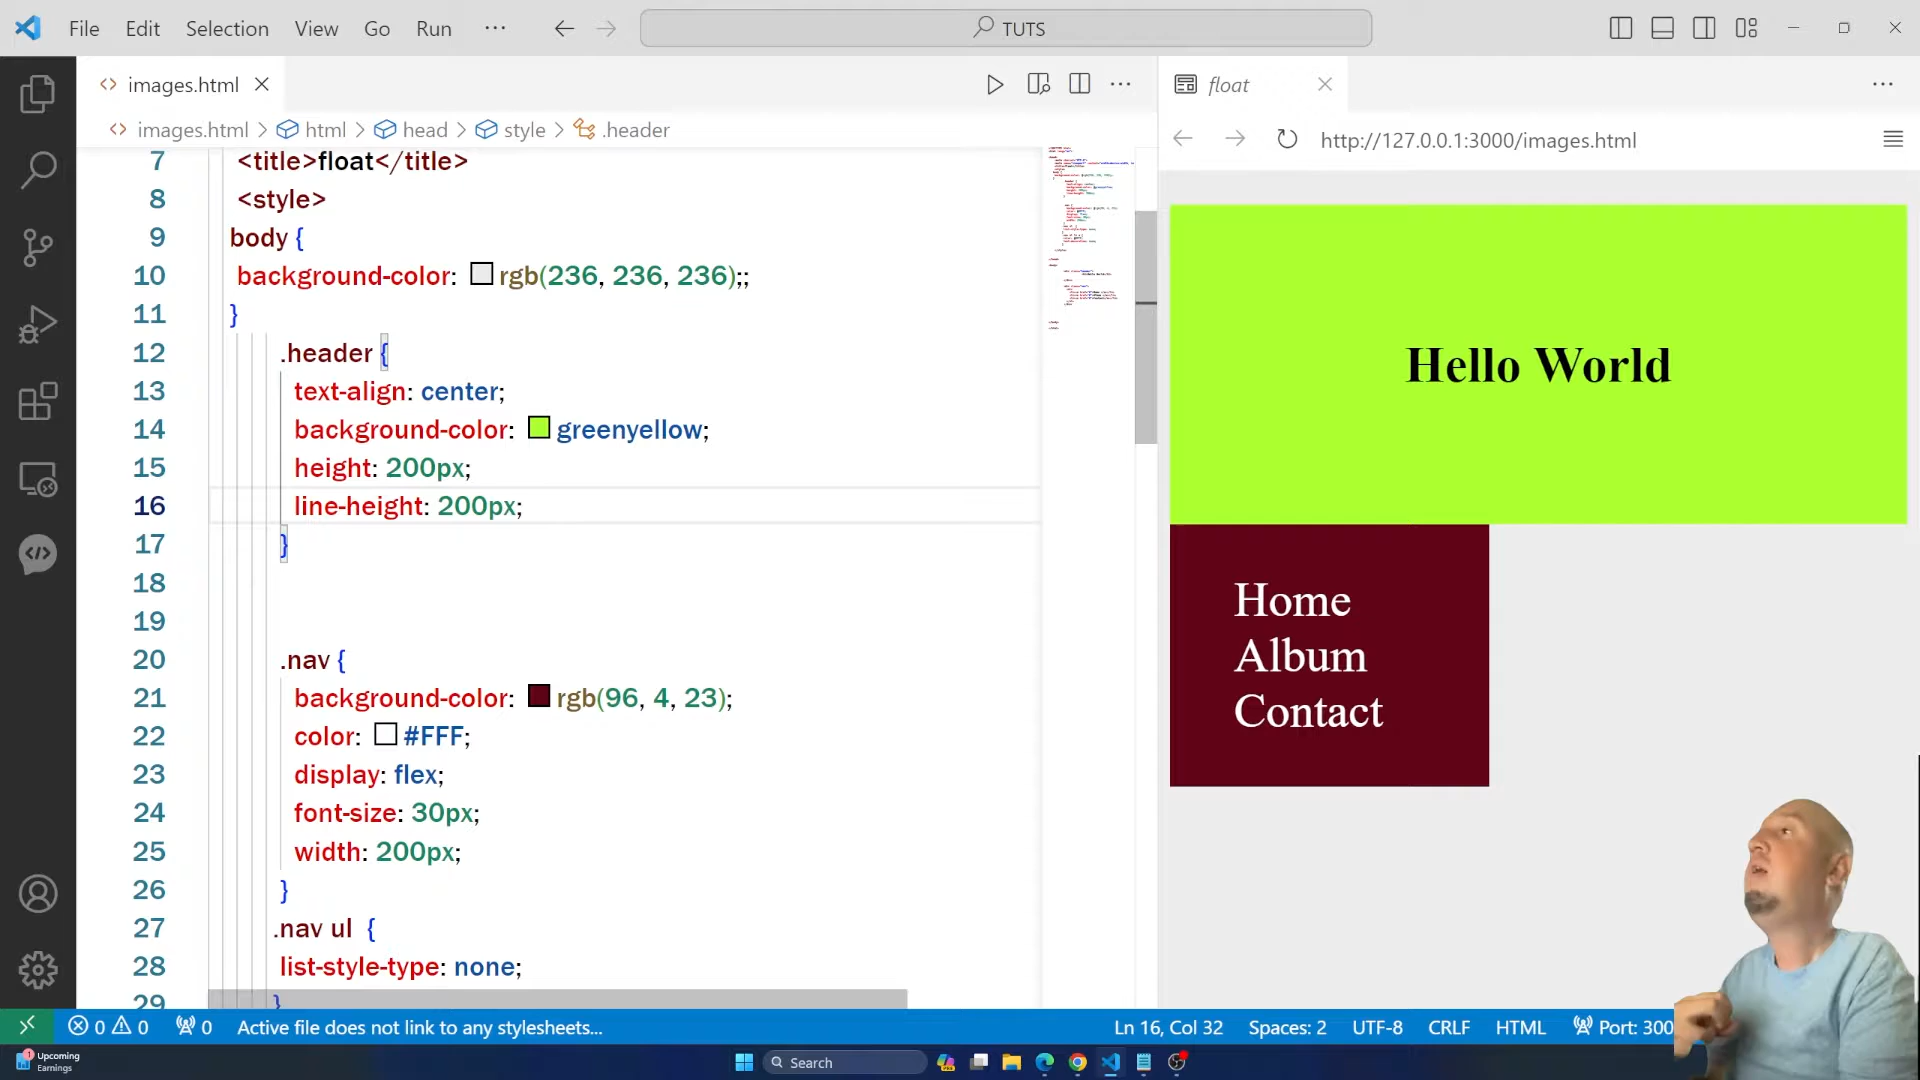 File Edit Selection View Go Run ··· TUTS
images.html
float
images.html > html > head > style > .header
http://127.0.0.1:3000/images.html
7 <title>float</title>
8 <style>
9 body {
10 background-color: rgb(236, 236, 236);;
11 }
12 .header {
13 text-align: center;
14 background-color: greenyellow;
15 height: 200px;
16 line-height: 200px;
17 }
18
19
20 .nav {
21 background-color: rgb(96, 4, 23);
22 color: #FFF;
23 display: flex;
24 font-size: 30px;
25 width: 200px;
26 }
27 .nav ul {
28 list-style-type: none;
29 }
Hello World
Home
Album
Contact
0 0 0 Active file does not link to any stylesheets... Ln 16, Col 32 Spaces: 2 UTF-8 CRLF HTML Port: 300
1 Upcoming
Earnings
Search